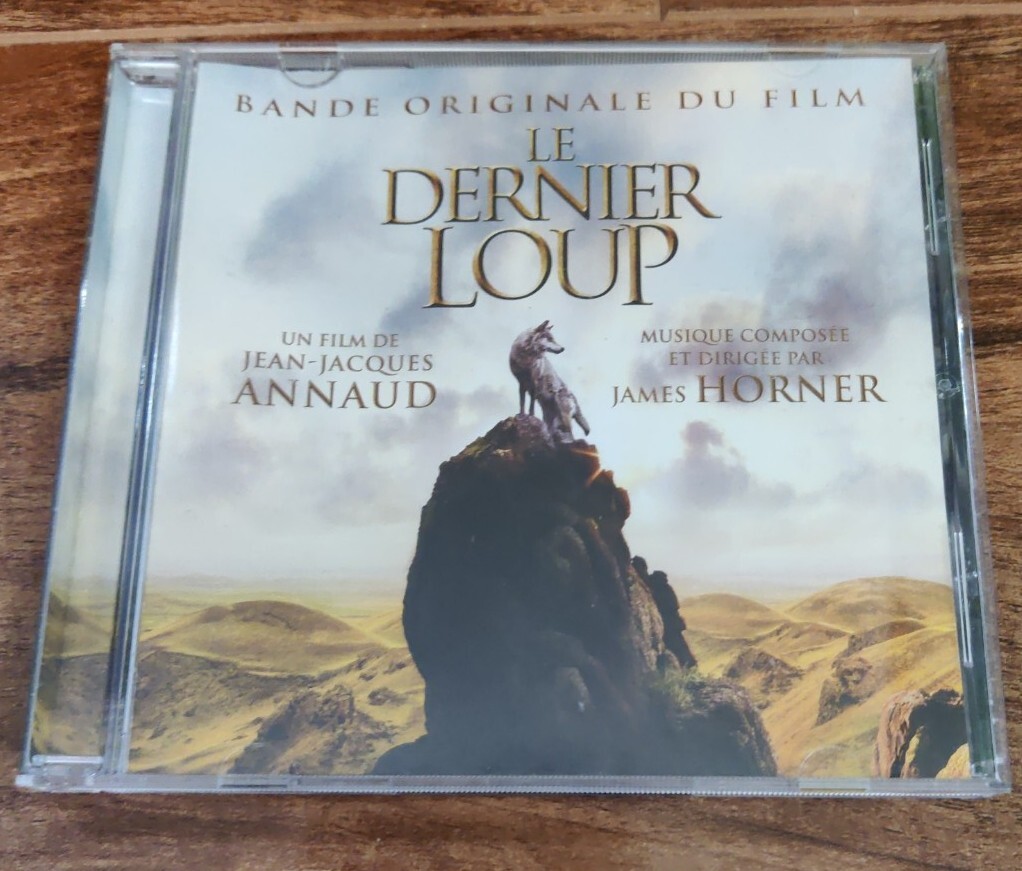 BANDE ORIGINALE DU FILM
LE
DERNIER
LOUP
UN FILM DE
JEAN-JACQUES
ANNAUD
MUSIQUE COMPOSÉE
ET DIRIGÉE PAR
JAMES HORNER